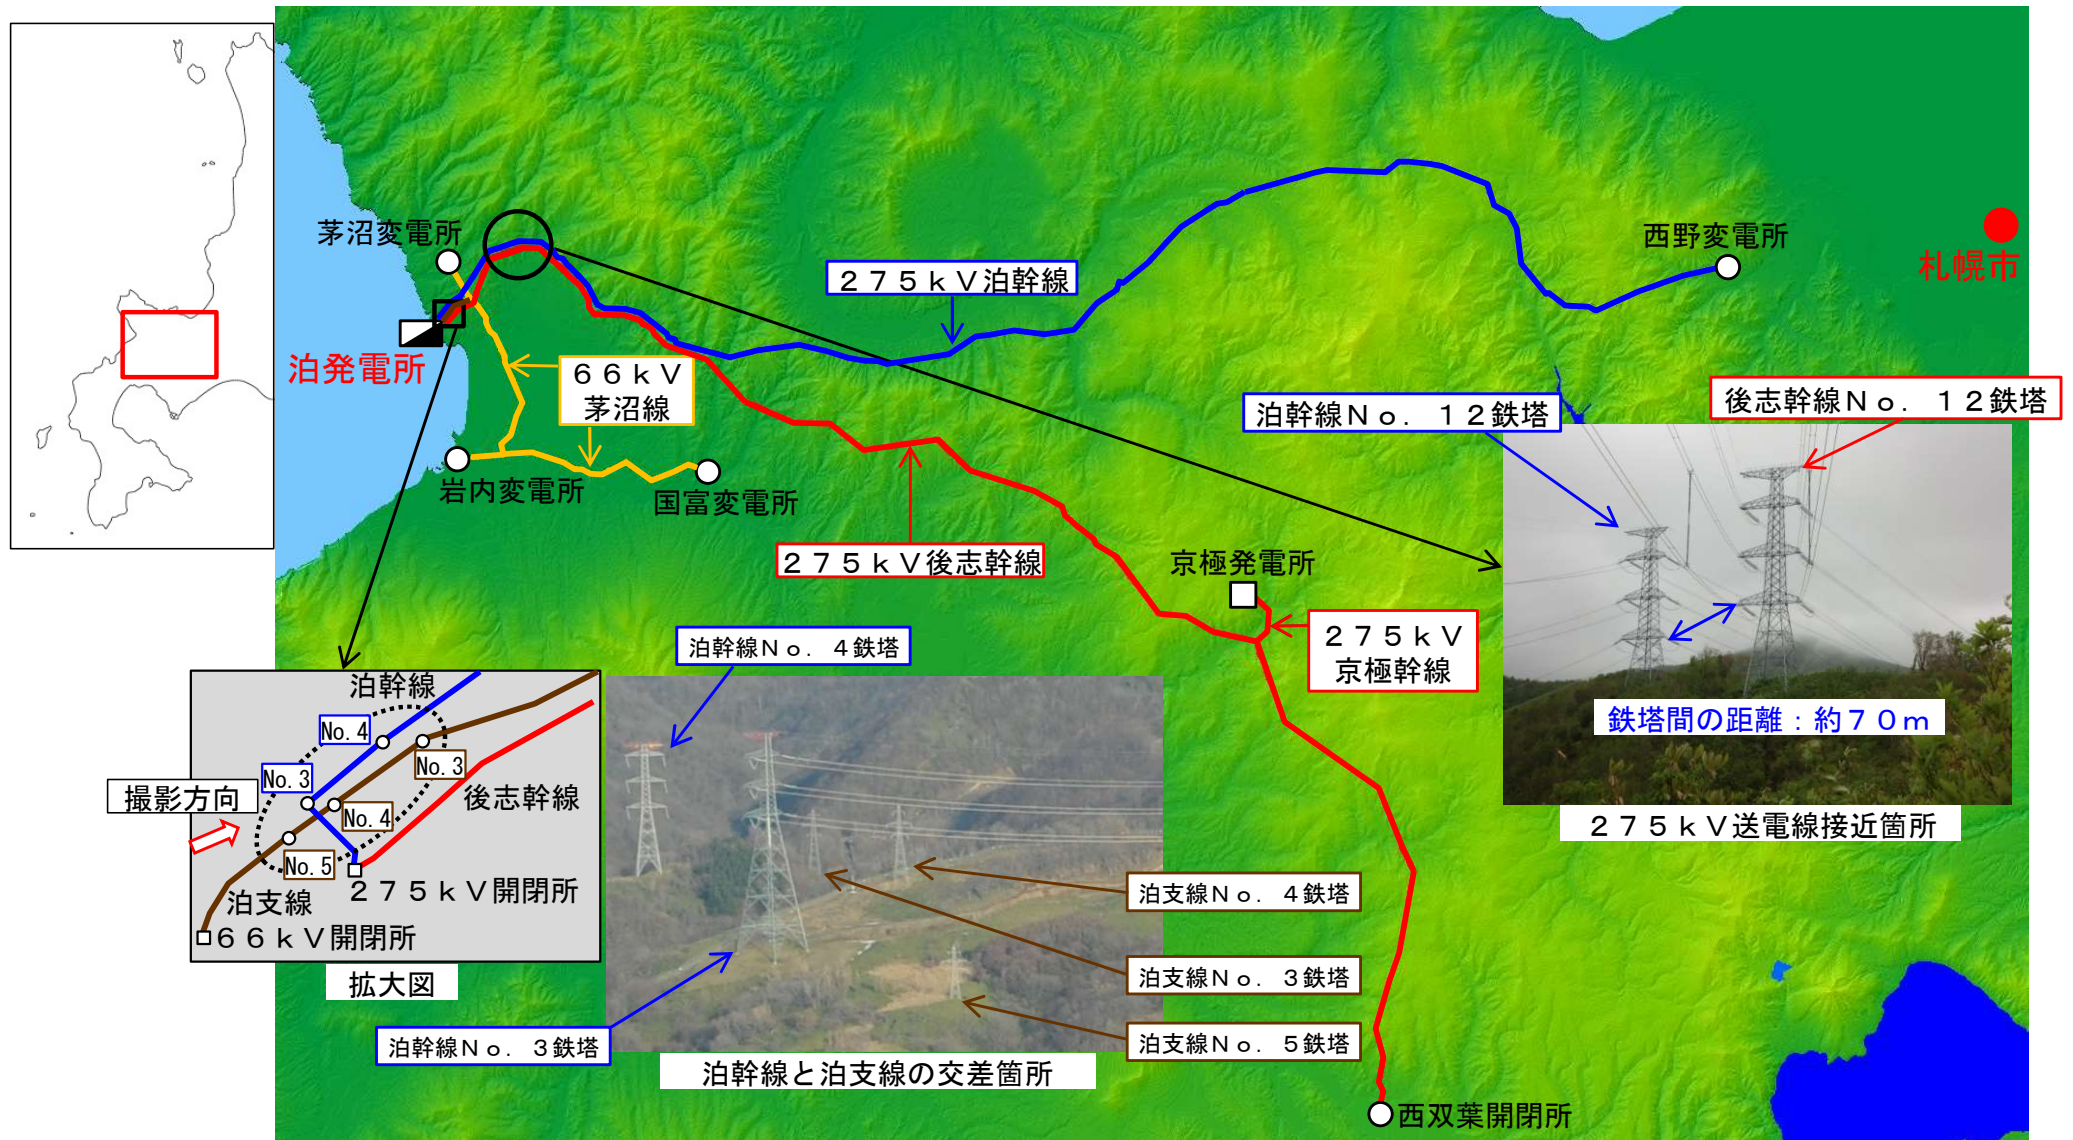 茅沼変電所
泊発電所
２７５ｋＶ泊幹線
西野変電所
札幌市
６６ｋＶ
茅沼線
岩内変電所
国富変電所
２７５ｋＶ後志幹線
泊幹線Ｎｏ．１２鉄塔
後志幹線Ｎｏ．１２鉄塔
京極発電所
２７５ｋＶ
京極幹線
鉄塔間の距離：約７０ｍ
２７５ｋＶ送電線接近箇所
泊幹線Ｎｏ．４鉄塔
泊幹線
No.4
No.3
No.3
撮影方向
後志幹線
No.4
No.5
２７５ｋＶ開閉所
泊支線
６６ｋＶ開閉所
拡大図
泊支線Ｎｏ．４鉄塔
泊支線Ｎｏ．３鉄塔
泊支線Ｎｏ．５鉄塔
泊幹線Ｎｏ．３鉄塔
泊幹線と泊支線の交差箇所
西双葉開閉所